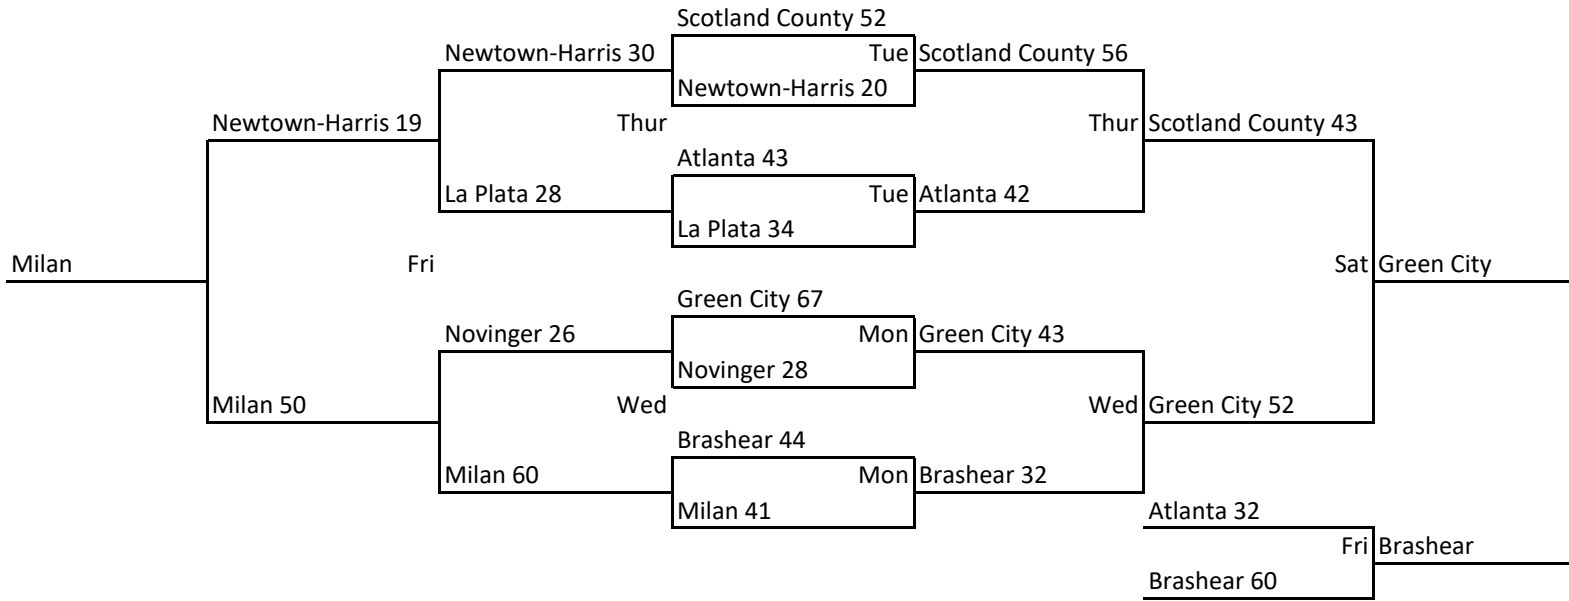 Scotland County 52
Newtown-Harris 30 Tue Scotland County 56
Newtown-Harris 20
Newtown-Harris 19 Thur Thur Scotland County 43
Atlanta 43
La Plata 28 Tue Atlanta 42
La Plata 34
Milan Fri Sat Green City
Green City 67
Novinger 26 Mon Green City 43
Novinger 28
Milan 50 Wed Wed Green City 52
Brashear 44
Milan 60 Mon Brashear 32
Milan 41 Atlanta 32
Fri Brashear
Brashear 60